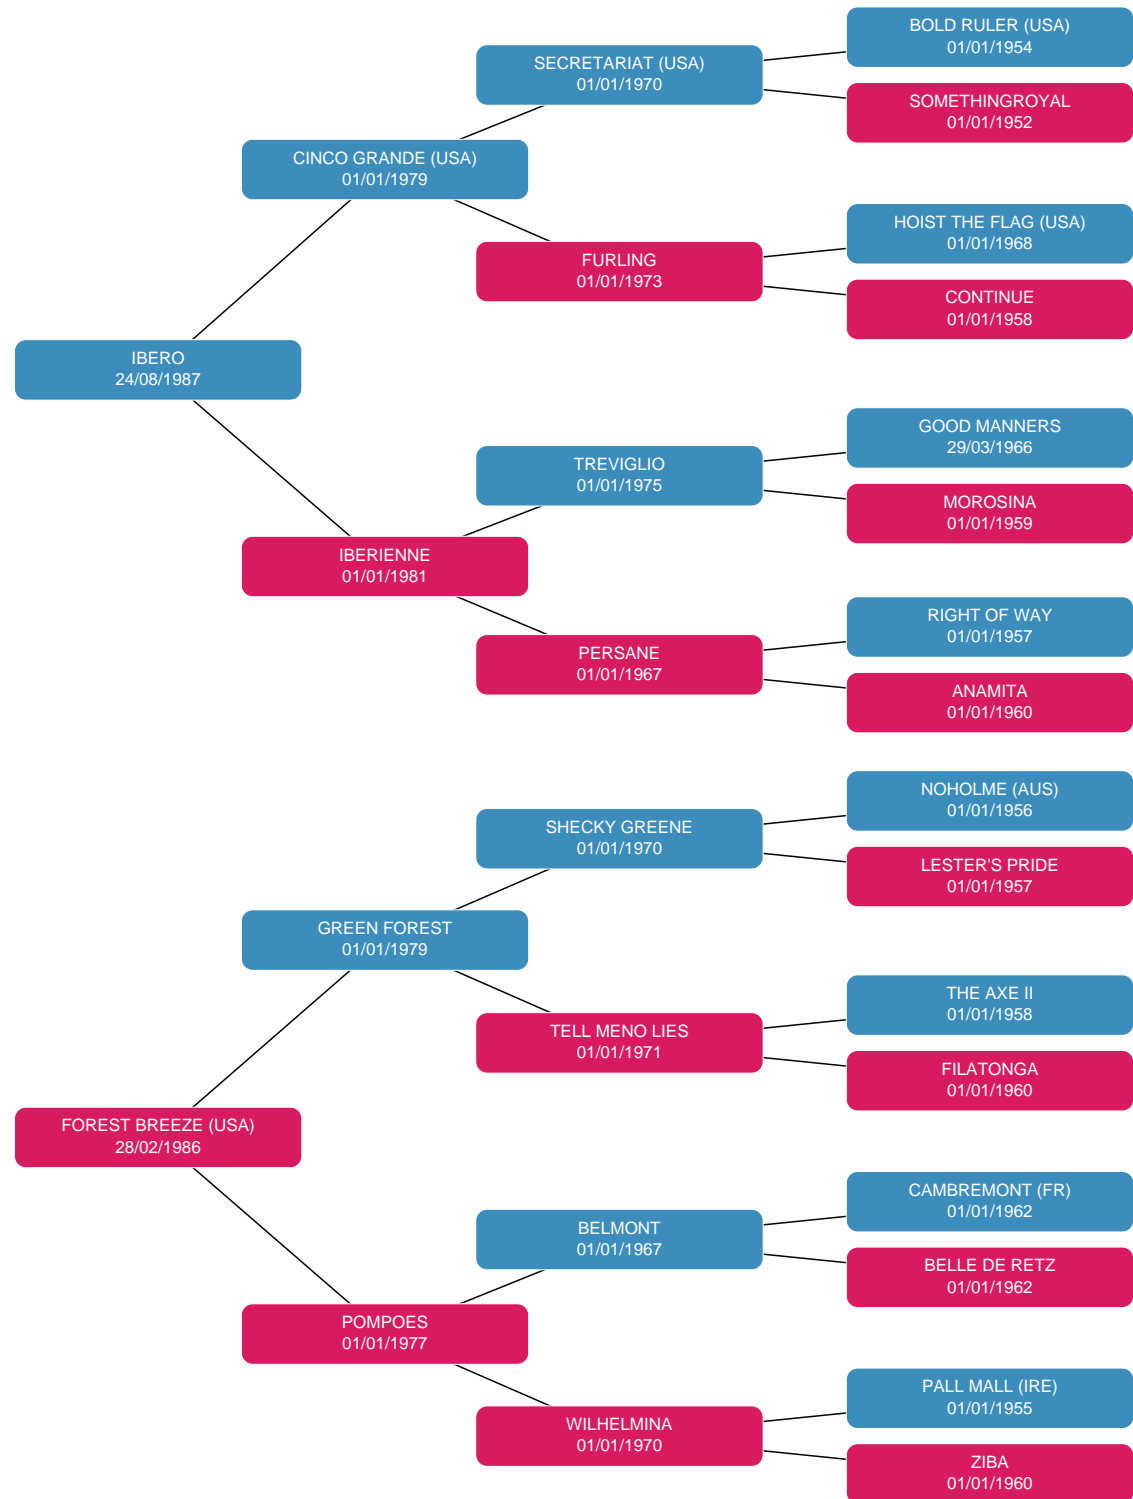 BOLD RULER (USA)
01/01/1954
SECRETARIAT (USA)
01/01/1970
SOMETHINGROYAL
01/01/1952
CINCO GRANDE (USA)
01/01/1979
HOIST THE FLAG (USA)
01/01/1968
FURLING
01/01/1973
CONTINUE
01/01/1958
IBERO
24/08/1987
GOOD MANNERS
29/03/1966
TREVIGLIO
01/01/1975
MOROSINA
01/01/1959
IBERIENNE
01/01/1981
RIGHT OF WAY
01/01/1957
PERSANE
01/01/1967
ANAMITA
01/01/1960
NOHOLME (AUS)
01/01/1956
SHECKY GREENE
01/01/1970
LESTER'S PRIDE
01/01/1957
GREEN FOREST
01/01/1979
THE AXE II
01/01/1958
TELL MENO LIES
01/01/1971
FILATONGA
01/01/1960
FOREST BREEZE (USA)
28/02/1986
CAMBREMONT (FR)
01/01/1962
BELMONT
01/01/1967
BELLE DE RETZ
01/01/1962
POMPOES
01/01/1977
PALL MALL (IRE)
01/01/1955
WILHELMINA
01/01/1970
ZIBA
01/01/1960